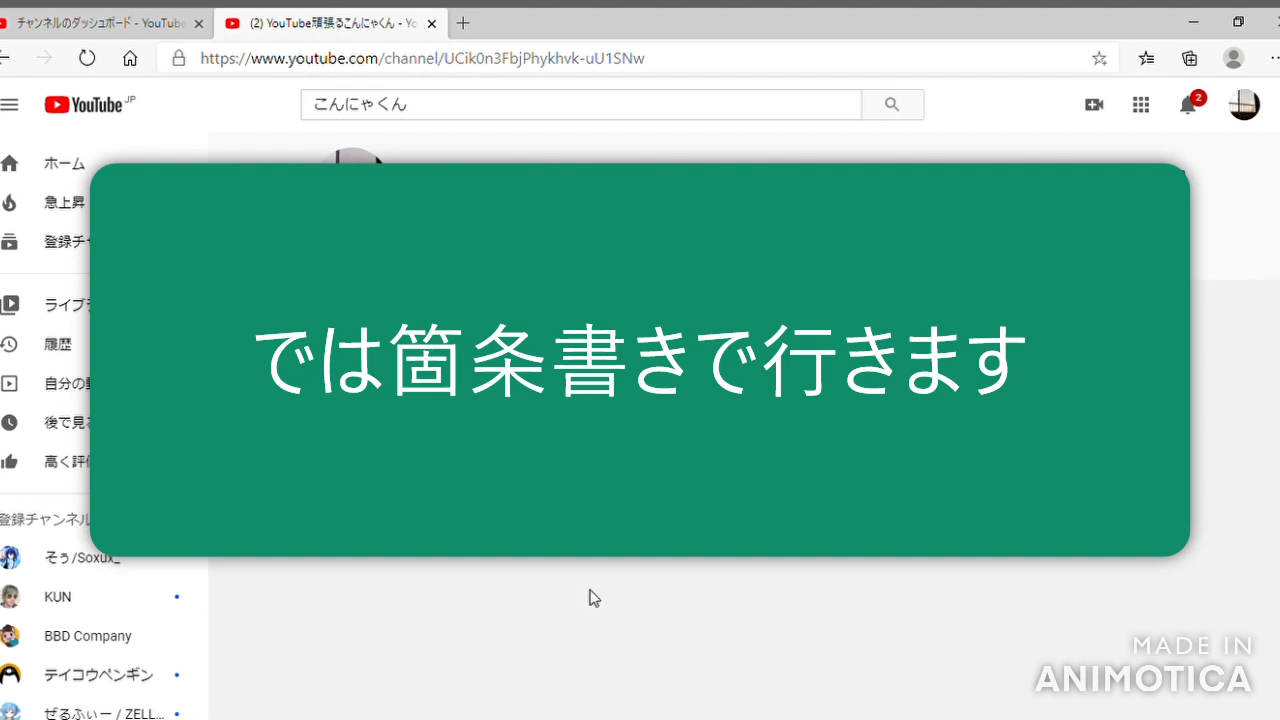 チャンネルのダッシュボード - YouTube
(2) YouTube頑張るこんにゃくん - Yo
https://www.youtube.com/channel/UCik0n3FbjPhykhvk-uU1SNw
YouTube JP
こんにゃくん
2
ホーム
急上昇
登録チャ
ライブラ
履歴
自分の動
後で見る
高く評価
では箇条書きで行きます
登録チャンネル
そぅ/Soxux_
KUN
BBD Company
テイコウペンギン
ぜるふぃー / ZELL...
MADE IN
ANIMOTICA